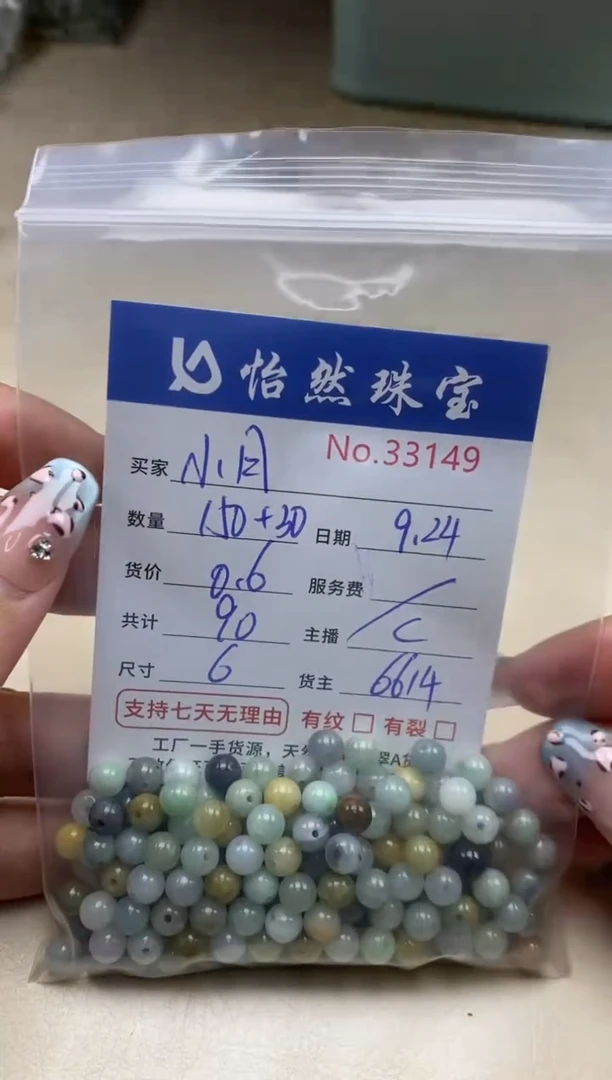 怡然珠宝
No.33149
买家 小月
数量 150+30 日期 9.24
货价 0.6 服务费 /
共计 90 主播 C
尺寸 6 货主 6614
支持七天无理由 有纹 □ 有裂 □
工厂一手货源，天